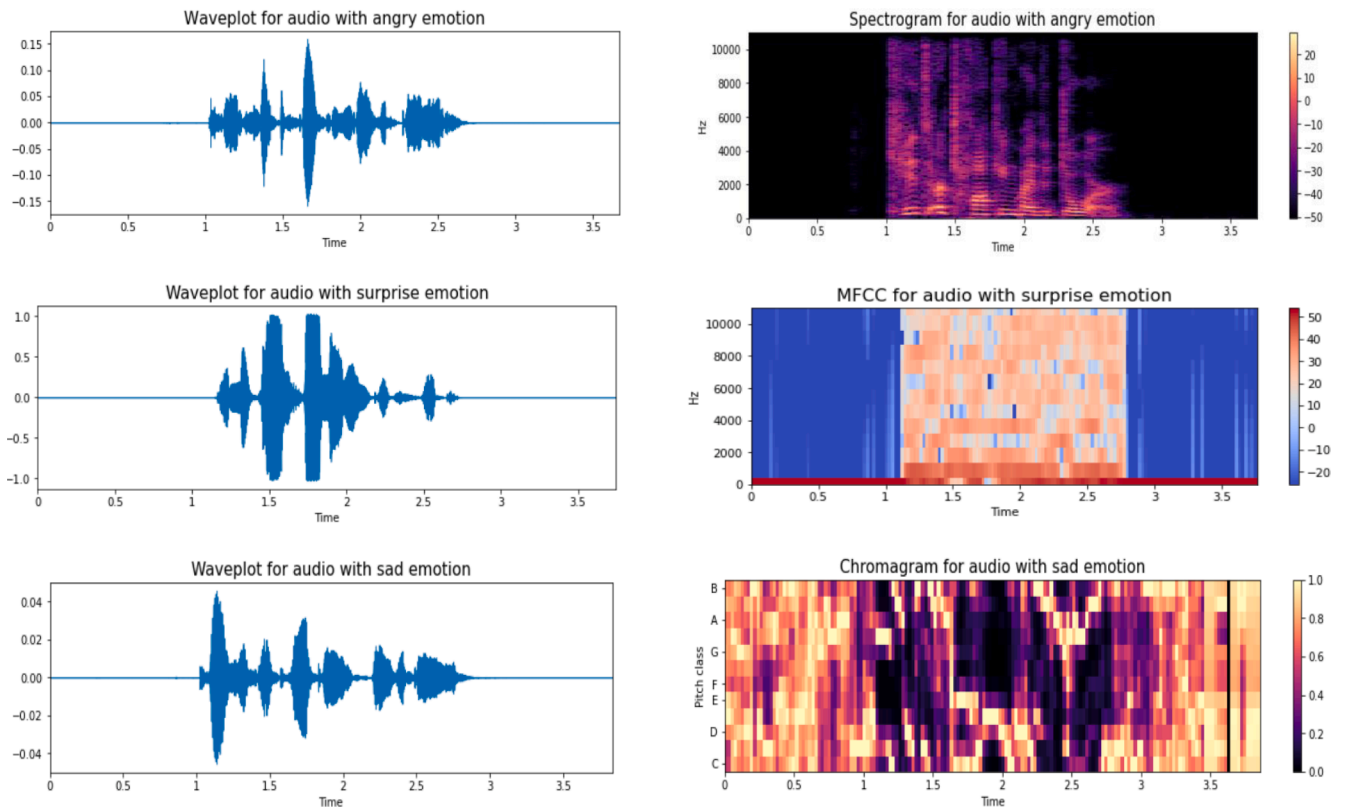 Waveplot for audio with angry emotion
0.15
0.10
0.05
0.00
−0.05
−0.10
−0.15
0 0.5 1 1.5 2 2.5 3 3.5
Time
Spectrogram for audio with angry emotion
10000
8000
6000
4000
2000
0
Hz
0 0.5 1 1.5 2 2.5 3 3.5
Time
20
10
0
−10
−20
−30
−40
−50
Waveplot for audio with surprise emotion
1.0
0.5
0.0
−0.5
−1.0
0 0.5 1 1.5 2 2.5 3 3.5
Time
MFCC for audio with surprise emotion
10000
8000
6000
4000
2000
0
Hz
0 0.5 1 1.5 2 2.5 3 3.5
Time
50
40
30
20
10
0
−10
−20
Waveplot for audio with sad emotion
0.04
0.02
0.00
−0.02
−0.04
0 0.5 1 1.5 2 2.5 3 3.5
Time
Chromagram for audio with sad emotion
B
A
G
F
E
D
C
Pitch class
0 0.5 1 1.5 2 2.5 3 3.5
Time
1.0
0.8
0.6
0.4
0.2
0.0